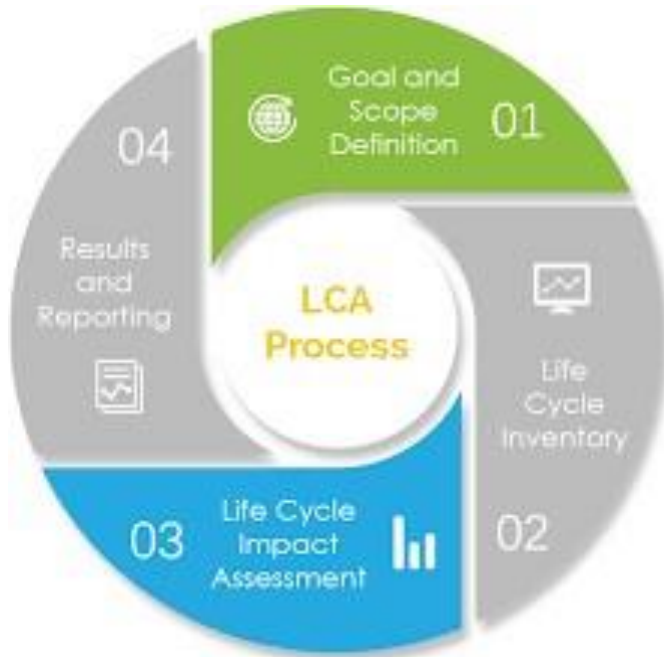 Goal and
Scope
Definition
01
Life
Cycle
Inventory
02
03
Life Cycle
Impact
Assessment
04
Results
and
Reporting
LCA
Process